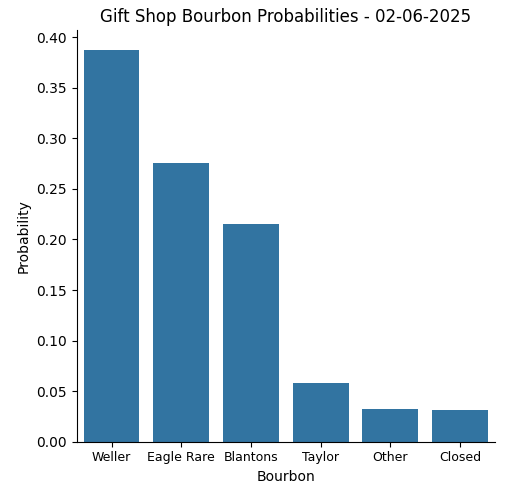 Gift Shop Bourbon Probabilities - 02-06-2025
0.40
0.35
0.30
0.25
0.20
0.15
0.10
0.05
0.00
Probability
Weller Eagle Rare Blantons Taylor Other Closed
Bourbon